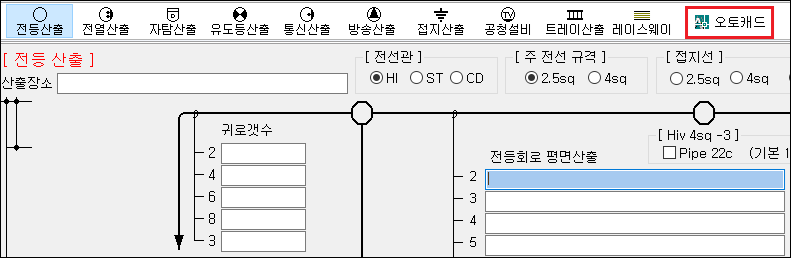 전등산출 전열산출 자탐산출 유도등산출 통신산출 방송산출 접지산출 공청설비 트레이산출 레이스웨이 오토캐드
[ 전등 산출 ]
산출장소
[ 전선관 ]
HI ST CD
[ 주 전선 규격 ]
2.5sq 4sq
[ 접지선 ]
2.5sq 4sq
귀로갯수
2
4
6
8
3
[ Hiv 4sq -3 ]
Pipe 22c (기본 1
전등회로 평면산출
2
3
4
5